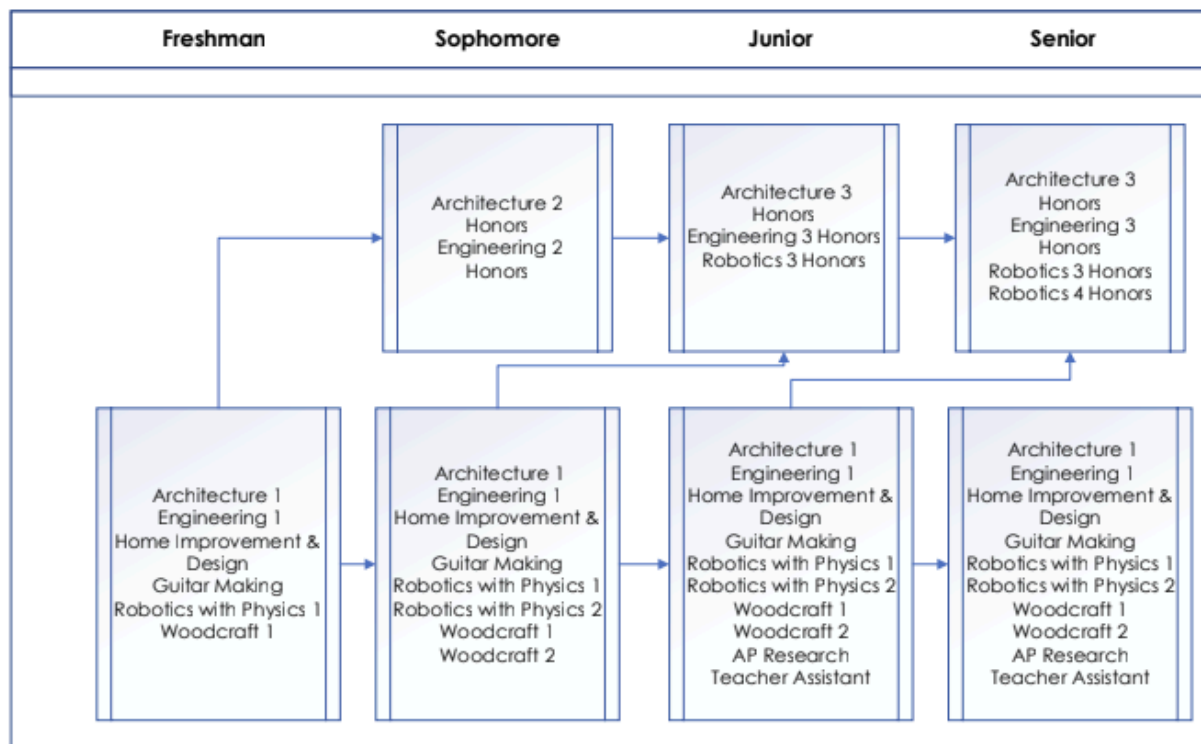 Freshman
Sophomore
Junior
Senior
Architecture 2
Honors
Engineering 2
Honors
Architecture 3
Honors
Engineering 3 Honors
Robotics 3 Honors
Architecture 3
Honors
Engineering 3
Honors
Robotics 3 Honors
Robotics 4 Honors
Architecture 1
Engineering 1
Home Improvement &
Design
Guitar Making
Robotics with Physics 1
Woodcraft 1
Architecture 1
Engineering 1
Home Improvement &
Design
Guitar Making
Robotics with Physics 1
Robotics with Physics 2
Woodcraft 1
Woodcraft 2
Architecture 1
Engineering 1
Home Improvement &
Design
Guitar Making
Robotics with Physics 1
Robotics with Physics 2
Woodcraft 1
Woodcraft 2
AP Research
Teacher Assistant
Architecture 1
Engineering 1
Home Improvement &
Design
Guitar Making
Robotics with Physics 1
Robotics with Physics 2
Woodcraft 1
Woodcraft 2
AP Research
Teacher Assistant